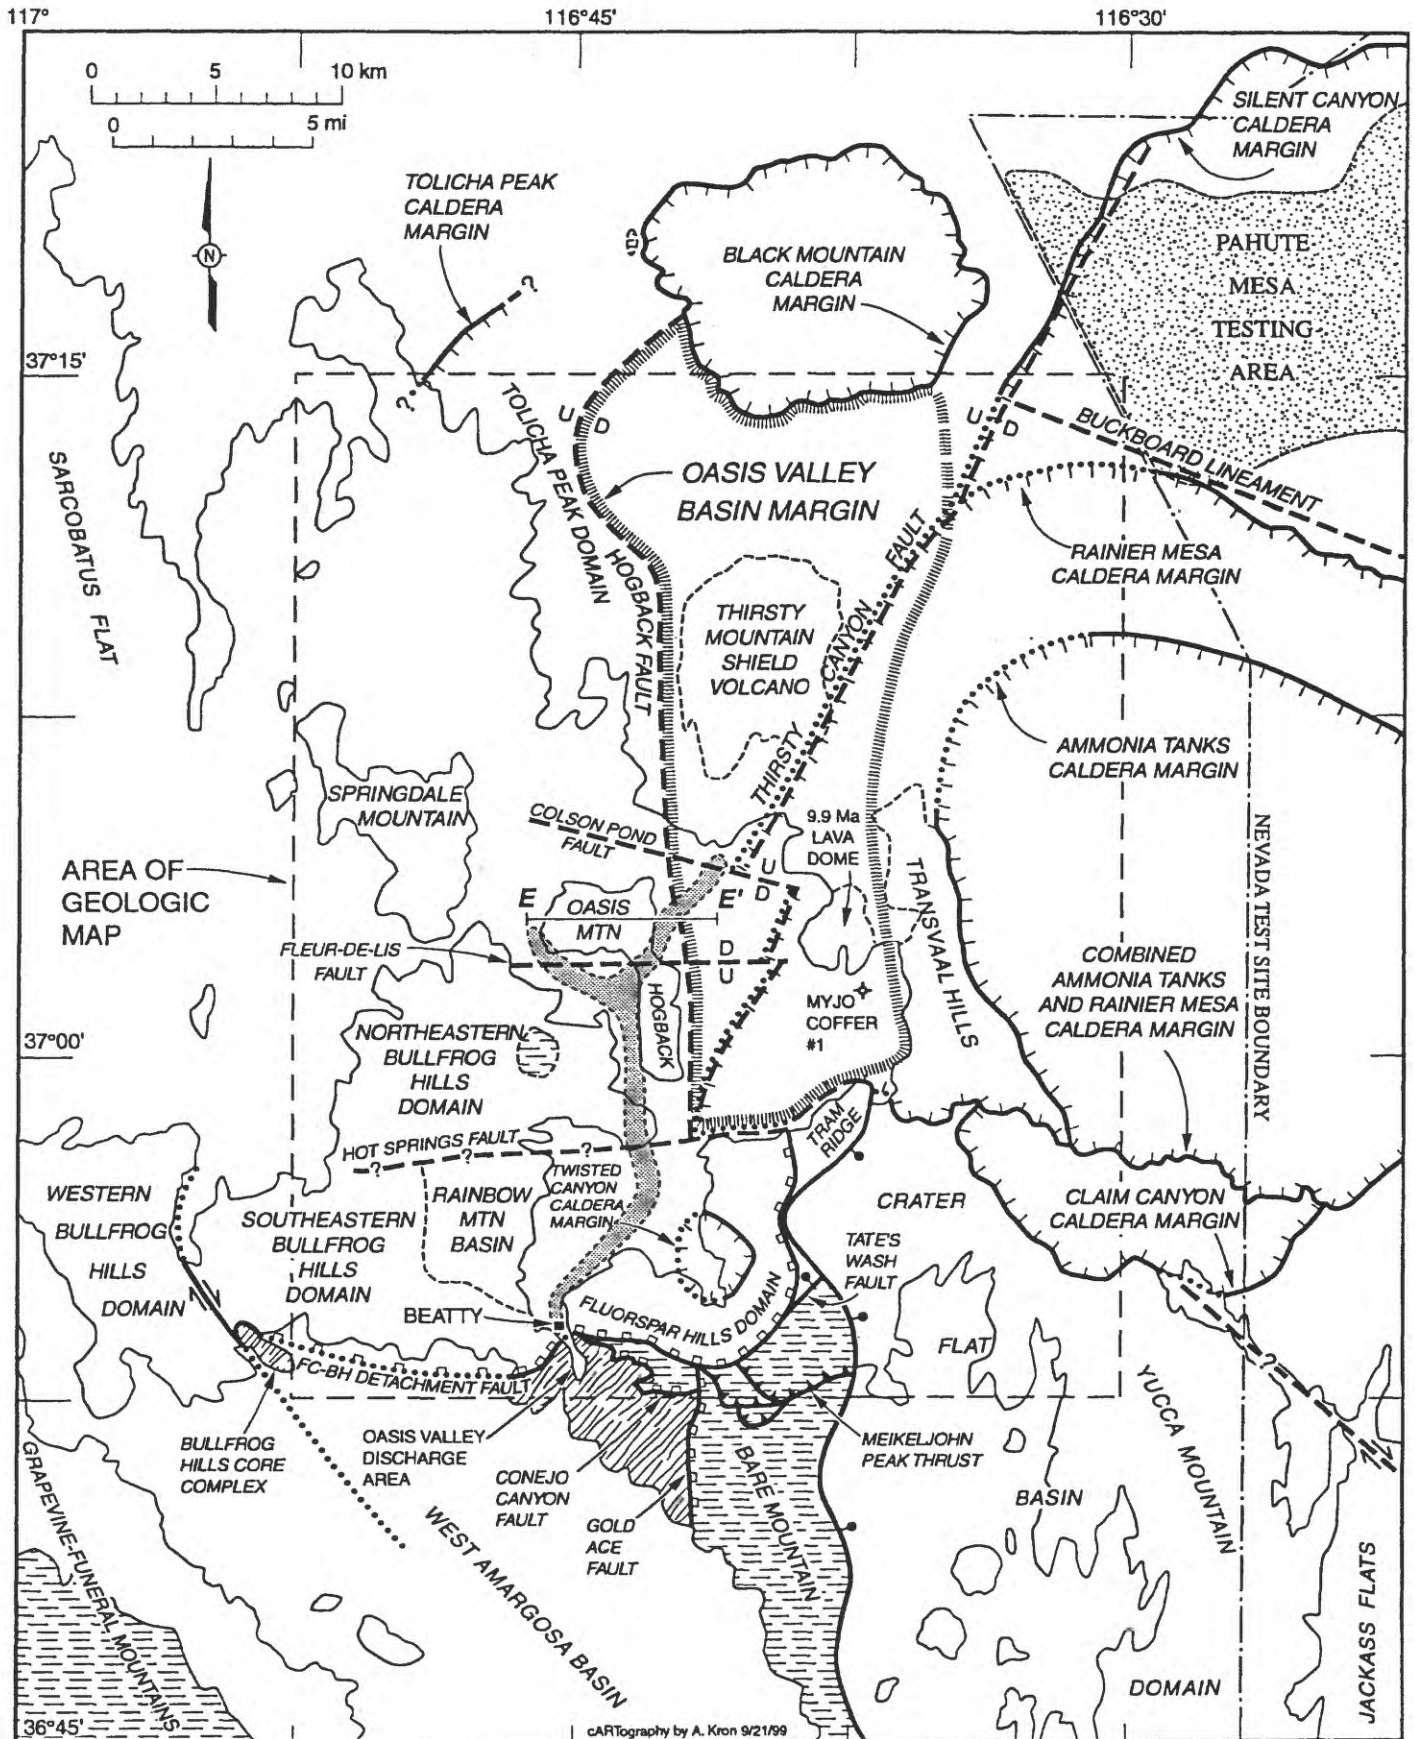 117°
116°45'
116°30'
0 5 10 km
0 5 mi
N
SILENT CANYON
CALDERA
MARGIN
TOLICHA PEAK
CALDERA
MARGIN
?
?
BLACK MOUNTAIN
CALDERA
MARGIN
PAHUTE
MESA
TESTING
AREA
37°15'
U
D
U
D
BUCKBOARD LINEAMENT
TOLICHA PEAK DOMAIN
OASIS VALLEY
BASIN MARGIN
SARCOBATUS FLAT
HOGBACK FAULT
RAINIER MESA
CALDERA MARGIN
THIRSTY
MOUNTAIN
SHIELD
VOLCANO
THIRSTY CANYON FAULT
AMMONIA TANKS
CALDERA MARGIN
SPRINGDALE
MOUNTAIN
COLSON POND
FAULT
9.9 Ma
LAVA
DOME
NEVADA TEST SITE BOUNDARY
AREA OF
GEOLOGIC
MAP
U
D
TRANSVAAL HILLS
E
E'
OASIS
MTN
FLEUR-DE-LIS
FAULT
D
U
COMBINED
AMMONIA TANKS
AND RAINIER MESA
CALDERA MARGIN
HOGBACK
MYJO
COFFER
#1
37°00'
NORTHEASTERN
BULLFROG
HILLS
DOMAIN
HOT SPRINGS FAULT
? ? ?
TRAM
RIDGE
TWISTED
CANYON
CALDERA
MARGIN
WESTERN
BULLFROG
HILLS
DOMAIN
RAINBOW
MTN
BASIN
SOUTHEASTERN
BULLFROG
HILLS
DOMAIN
CRATER
CLAIM CANYON
CALDERA MARGIN
TATE'S
WASH
FAULT
BEATTY
FLUORSPAR HILLS DOMAIN
FLAT
?
FC-BH DETACHMENT FAULT
YUCCA MOUNTAIN
BULLFROG
HILLS CORE
COMPLEX
OASIS VALLEY
DISCHARGE
AREA
MEIKELJOHN
PEAK THRUST
CONEJO
CANYON
FAULT
BARE MOUNTAIN
BASIN
GOLD
ACE
FAULT
GRAPEVINE-FUNERAL MOUNTAINS
WEST AMARGOSA BASIN
JACKASS FLATS
DOMAIN
36°45'
cARTography by A. Kron 9/21/99